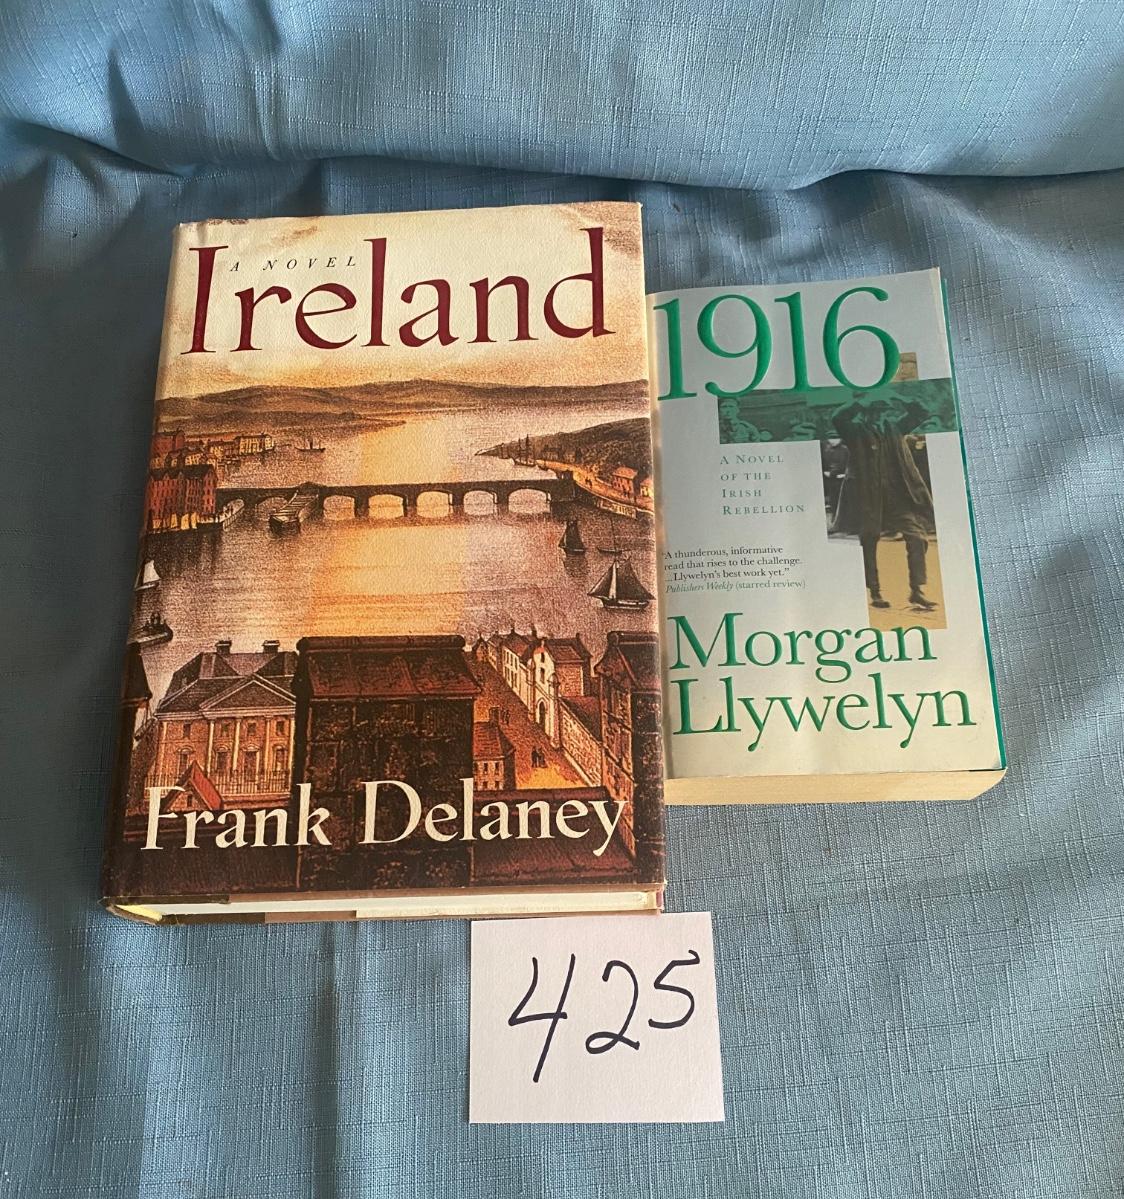 A NOVEL
Ireland
Frank Delaney
1916
A NOVEL
OF THE
IRISH
REBELLION
"A thunderous, informative
read that rises to the challenge.
...Llywelyn's best work yet."
Publishers Weekly (starred review)
Morgan
Llywelyn
425